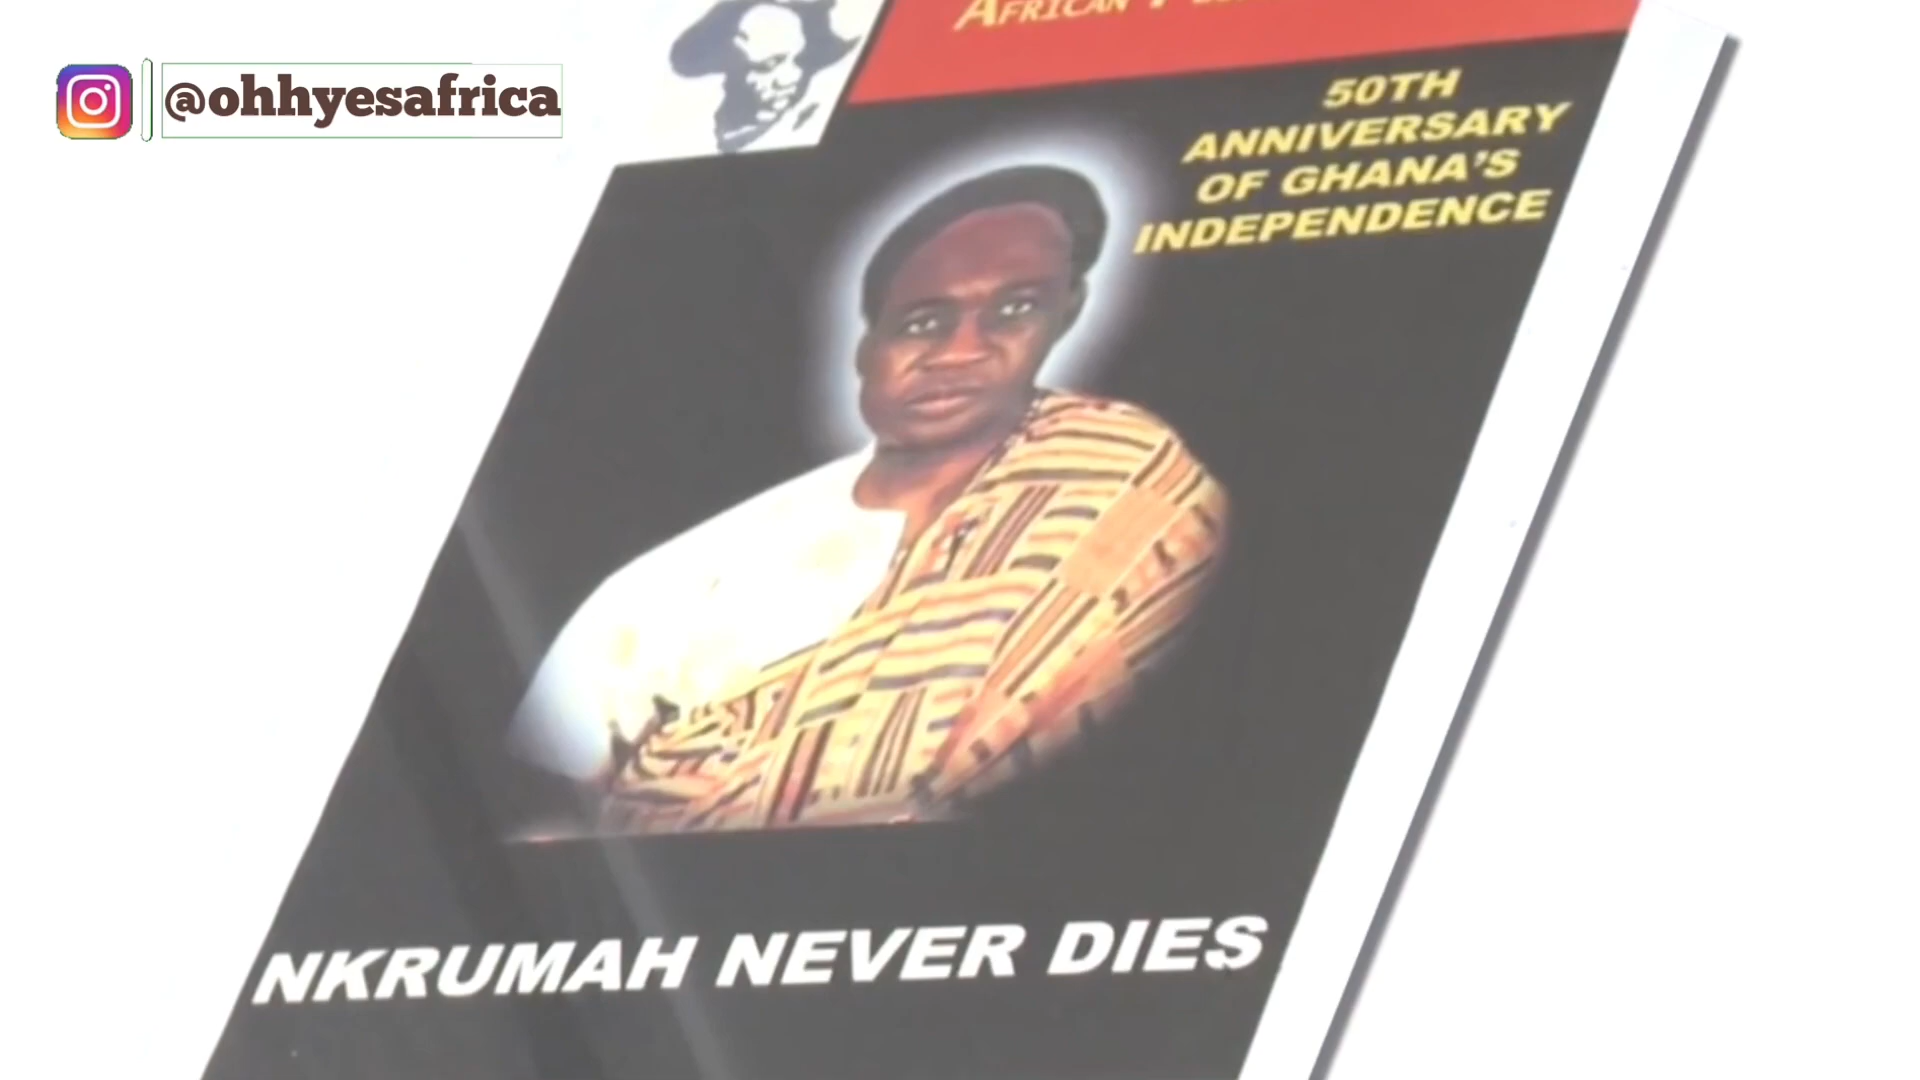 @ohhyesafrica
AFRICAN
50TH
ANNIVERSARY
OF GHANA'S
INDEPENDENCE
NKRUMAH NEVER DIES